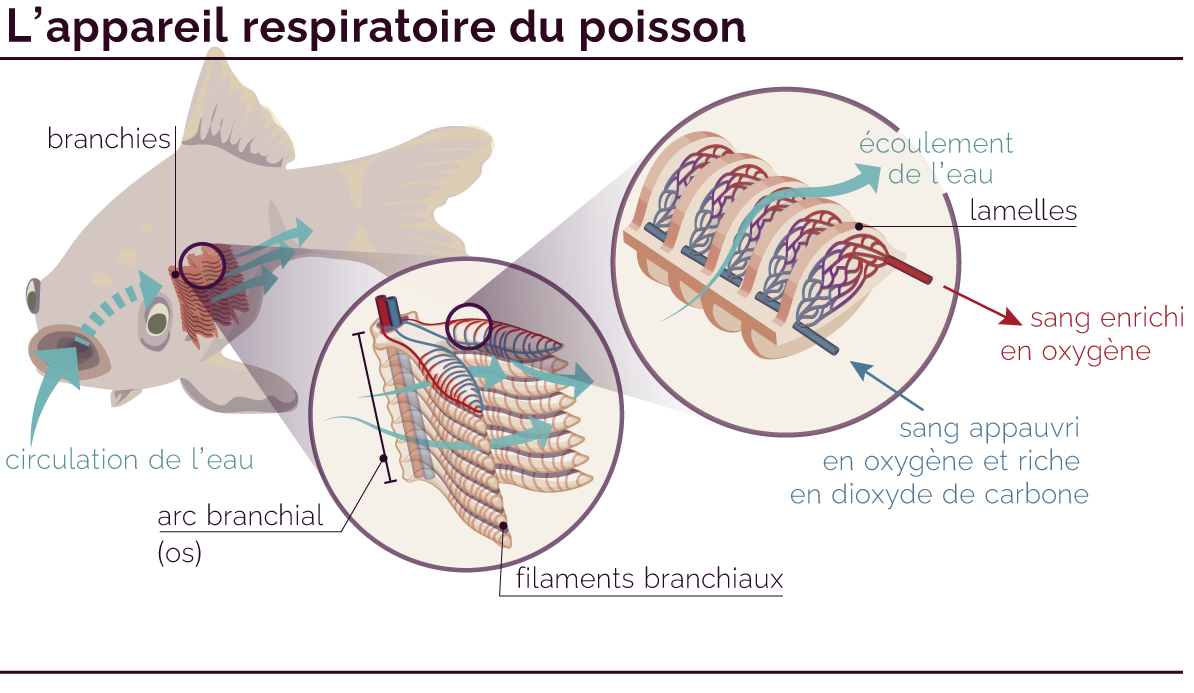 L’appareil respiratoire du poisson
branchies
écoulement
de l’eau
lamelles
sang enrichi
en oxygène
sang appauvri
en oxygène et riche
en dioxyde de carbone
circulation de l’eau
arc branchial
(os)
filaments branchiaux